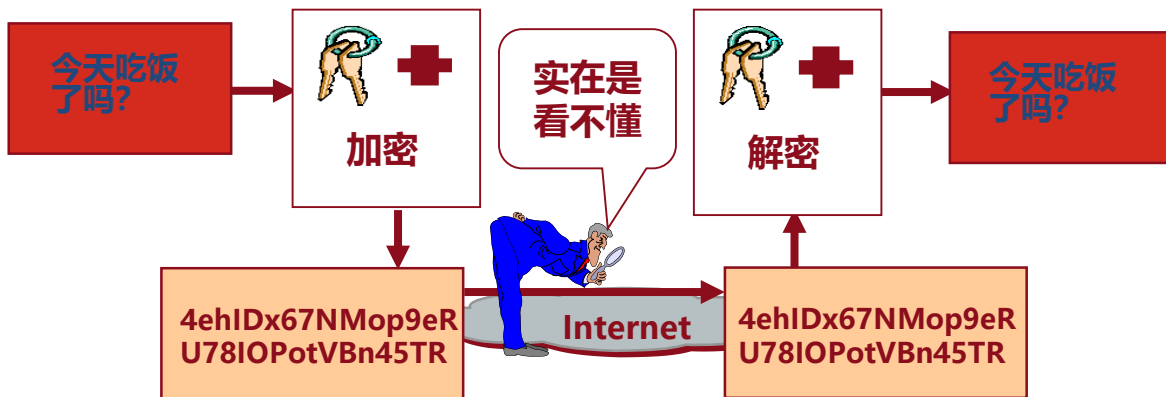 今天吃饭
了吗?
加密
实在是
看不懂
解密
今天吃饭
了吗?
4ehIDx67NMop9eR
U78IOPotVBn45TR
Internet
4ehIDx67NMop9eR
U78IOPotVBn45TR